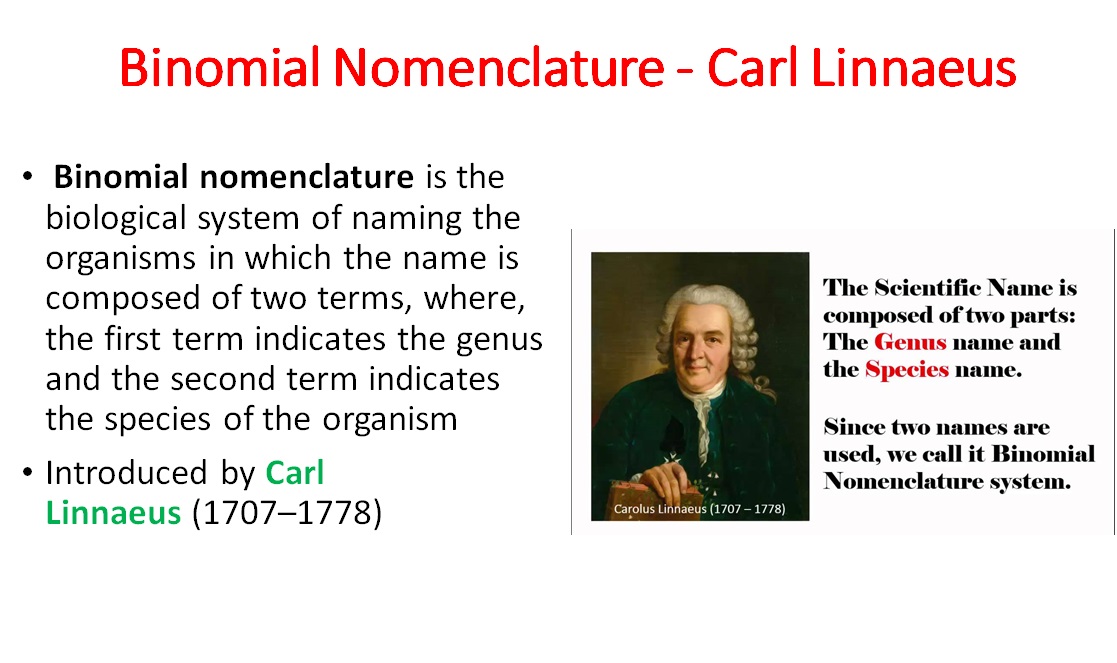 Binomial Nomenclature - Carl Linnaeus
• Binomial nomenclature is the
biological system of naming the
organisms in which the name is
composed of two terms, where,
the first term indicates the genus
and the second term indicates
the species of the organism
• Introduced by Carl
Linnaeus (1707–1778)
The Scientific Name is
composed of two parts:
The Genus name and
the Species name.
Since two names are
used, we call it Binomial
Nomenclature system.
Carolus Linnaeus (1707 – 1778)